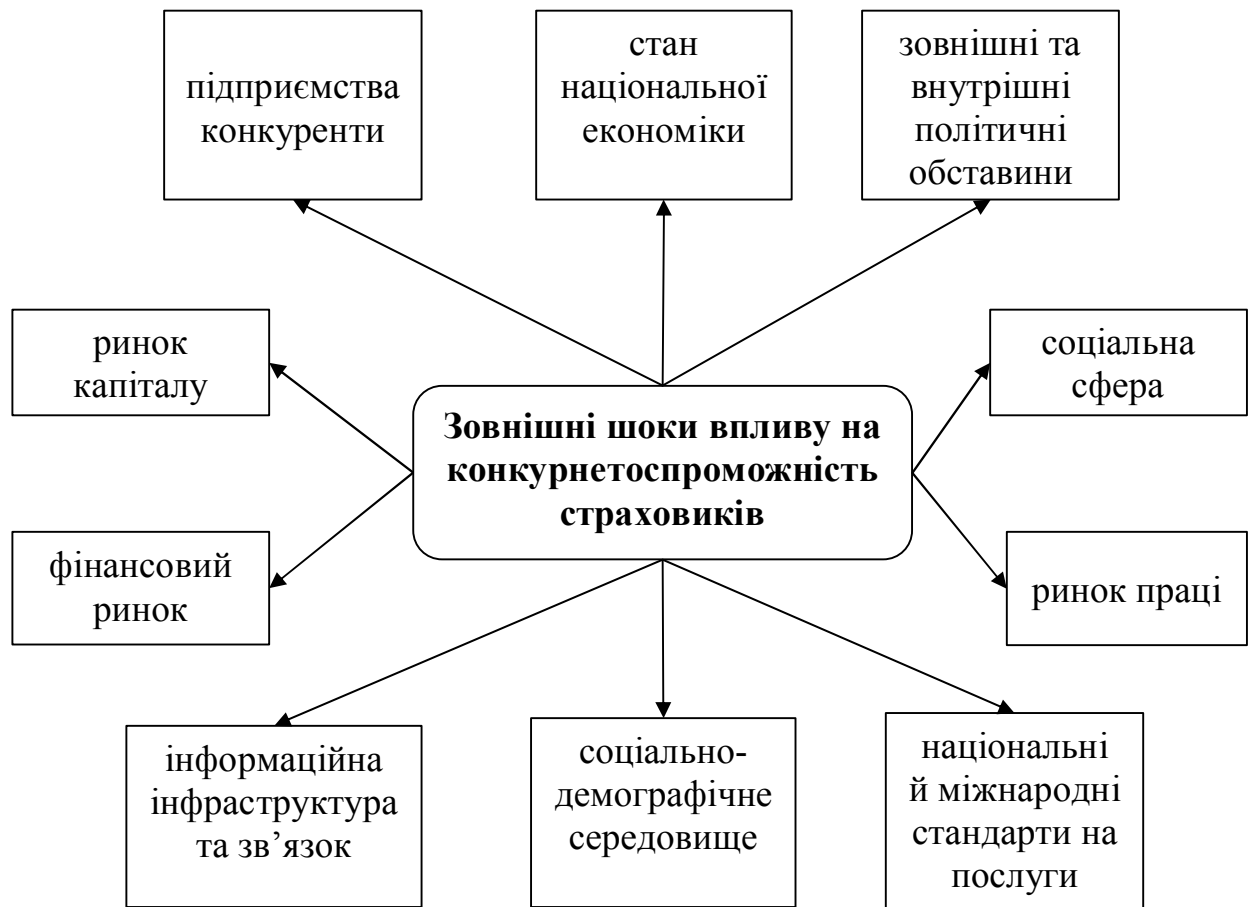 підприємства
конкуренти
стан
національної
економіки
зовнішні та
внутрішні
політичні
обставини
ринок
капіталу
соціальна
сфера
Зовнішні шоки впливу на
конкурнетоспроможність
страховиків
фінансовий
ринок
ринок праці
інформаційна
інфраструктура
та зв’язок
соціально-
демографічне
середовище
національні
й міжнародні
стандарти на
послуги